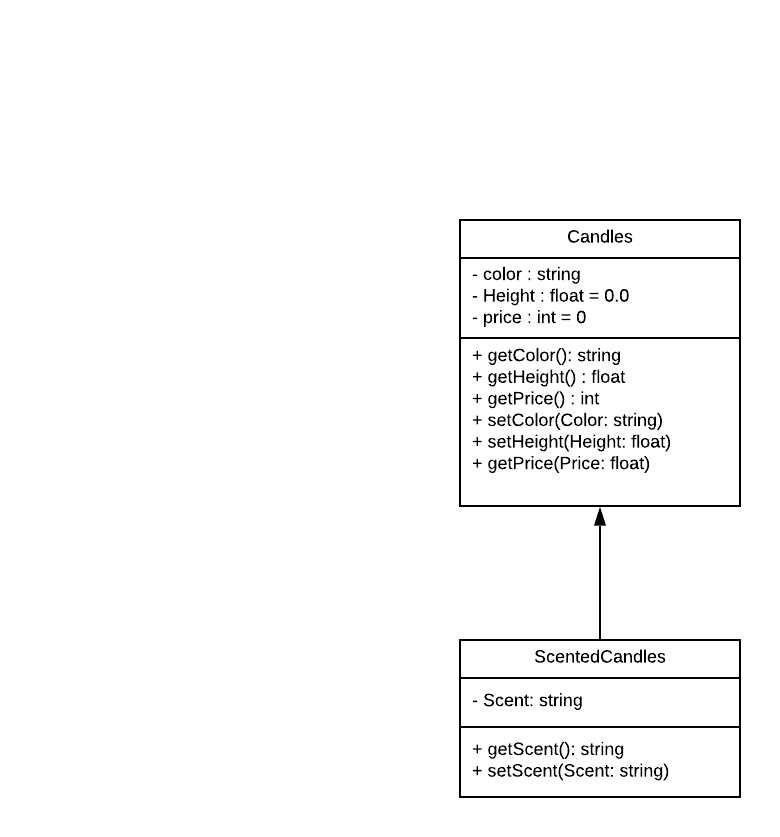 Candles
- color : string
- Height : float = 0.0
- price : int = 0
+ getColor(): string
+ getHeight() : float
+ getPrice() : int
+ setColor(Color: string)
+ setHeight(Height: float)
+ getPrice(Price: float)
ScentedCandles
- Scent: string
+ getScent(): string
+ setScent(Scent: string)